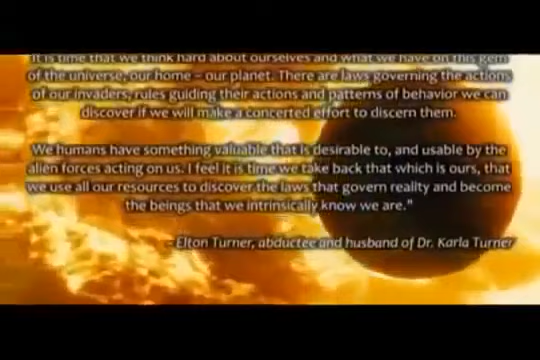 It is time that we think hard about ourselves and what we have on this gem
of the universe, our home – our planet. There are laws governing the actions
of our invaders, rules guiding their actions and patterns of behavior we can
discover if we will make a concerted effort to discern them.
We humans have something valuable that is desirable to, and usable by the
alien forces acting on us. I feel it is time we take back that which is ours, that
we use all our resources to discover the laws that govern reality and become
the beings that we intrinsically know we are."
– Elton Turner, abductee and husband of Dr. Karla Turner